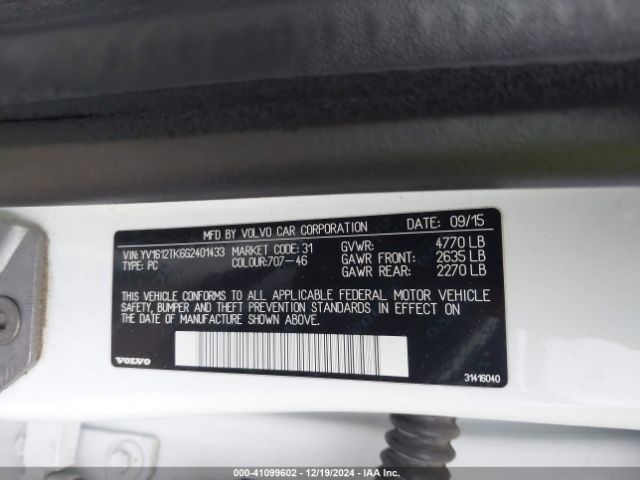 MFD BY VOLVO CAR CORPORATION DATE: 09/15
VIN: YV1612TK6G2401433 MARKET CODE: 31 GVWR: 4770 LB
TYPE: PC COLOUR:707-46 GAWR FRONT: 2635 LB
GAWR REAR: 2270 LB
THIS VEHICLE CONFORMS TO ALL APPLICABLE FEDERAL MOTOR VEHICLE
SAFETY, BUMPER AND THEFT PREVENTION STANDARDS IN EFFECT ON
THE DATE OF MANUFACTURE SHOWN ABOVE.
VOLVO 31416040
000-41099602 - 12/19/2024 - IAA Inc.